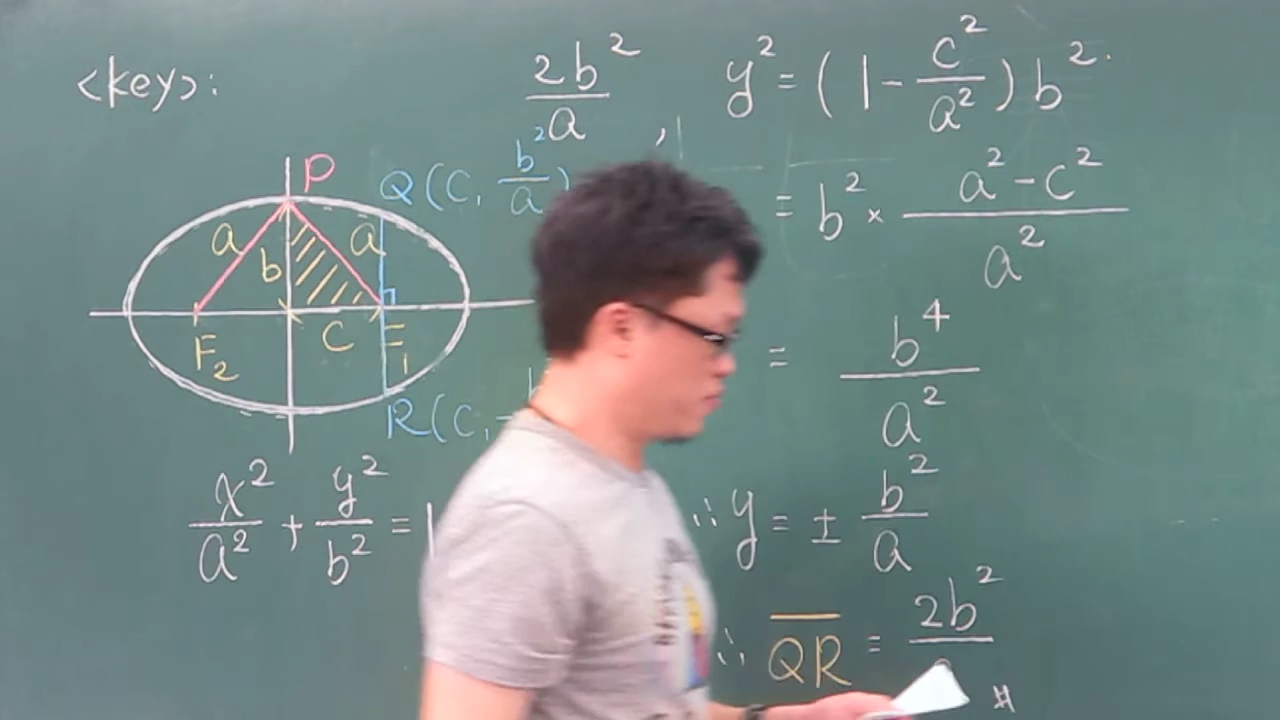 <key>:
2b²/a , y² = (1 - c²/a²) b²
= b² × (a² - c²)/a²
= b⁴/a²
∴ y = ± b²/a
∴ QR = 2b²/
P
Q(C, b²/a)
a a
b
C
F₂ F₁
R(C, -
x²/a² + y²/b² = 1